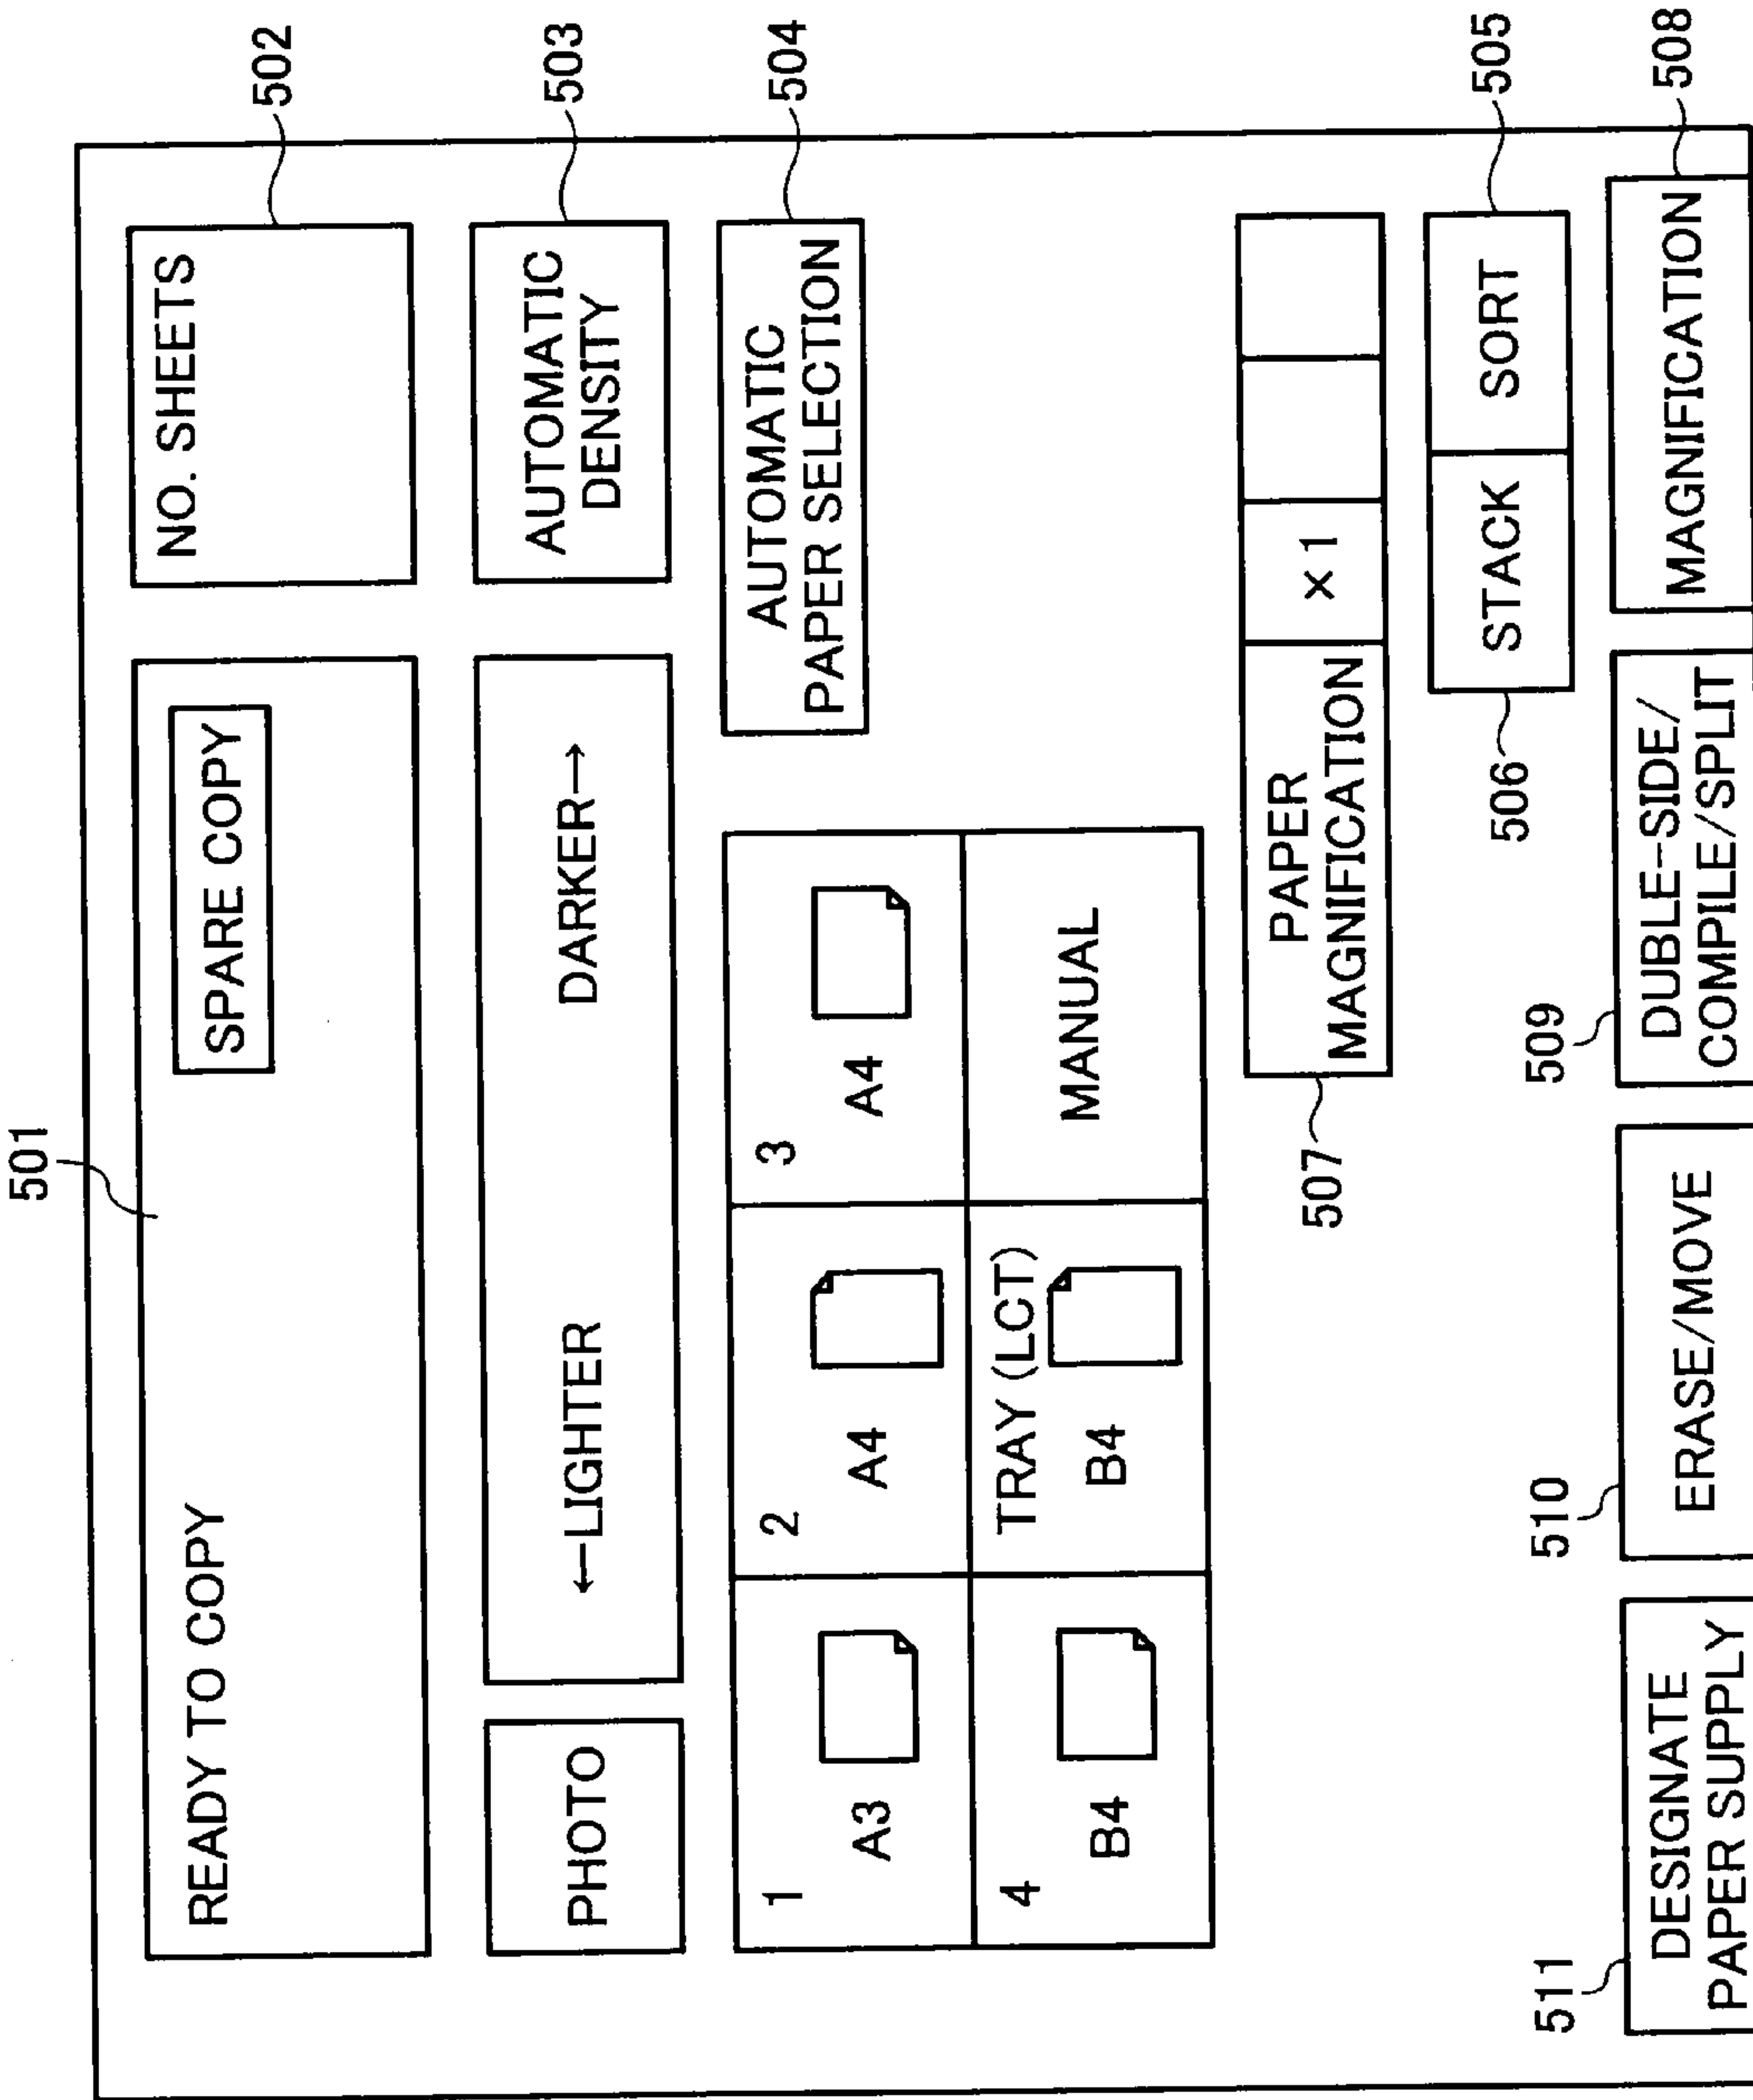 501
READY TO COPY
SPARE COPY
NO. SHEETS
502
PHOTO
←LIGHTER
DARKER→
AUTOMATIC
DENSITY
503
1
A3
2
A4
3
A4
AUTOMATIC
PAPER SELECTION
504
4
B4
TRAY (LCT)
B4
MANUAL
507
PAPER
MAGNIFICATION
× 1
506
STACK
SORT
505
511
DESIGNATE
PAPER SUPPLY
510
ERASE/MOVE
509
DUBLE-SIDE/
COMPILE/SPLIT
MAGNIFICATION
508